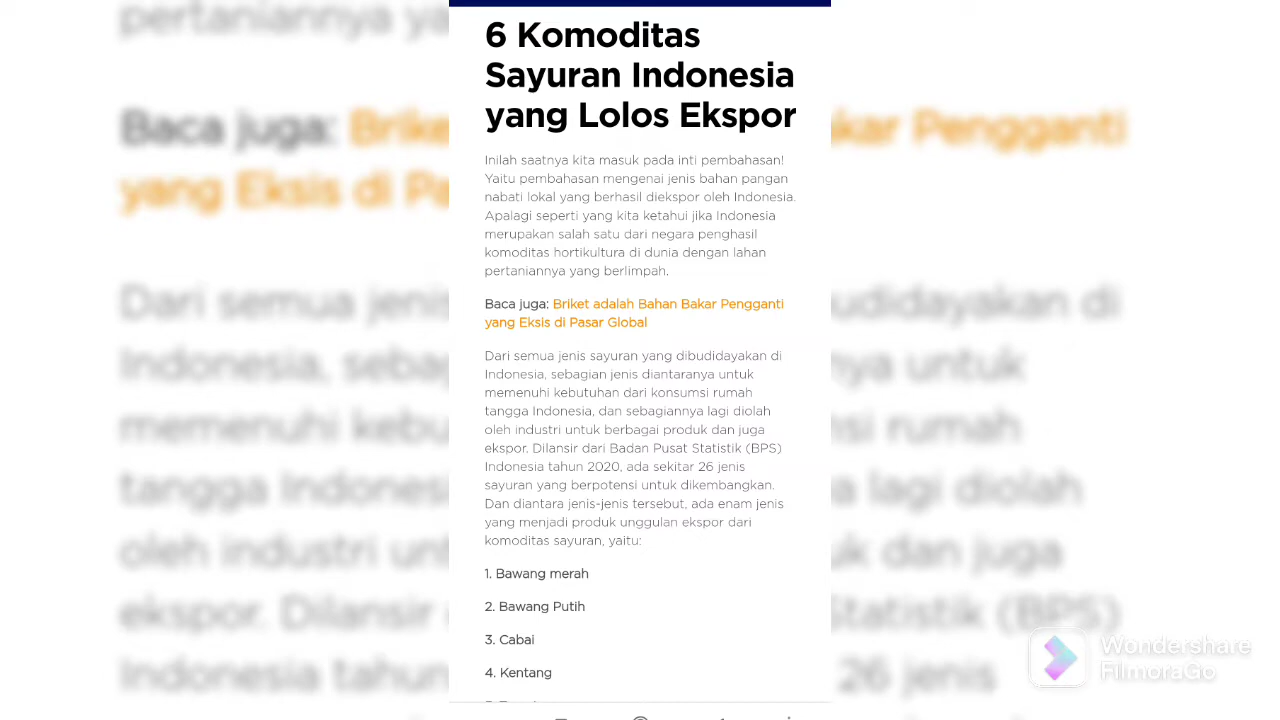 6 Komoditas
Sayuran Indonesia
yang Lolos Ekspor
Inilah saatnya kita masuk pada inti pembahasan!
Yaitu pembahasan mengenai jenis bahan pangan
nabati lokal yang berhasil diekspor oleh Indonesia.
Apalagi seperti yang kita ketahui jika Indonesia
merupakan salah satu dari negara penghasil
komoditas hortikultura di dunia dengan lahan
pertaniannya yang berlimpah.
Baca juga: Briket adalah Bahan Bakar Pengganti
yang Eksis di Pasar Global
Dari semua jenis sayuran yang dibudidayakan di
Indonesia, sebagian jenis diantaranya untuk
memenuhi kebutuhan dari konsumsi rumah
tangga Indonesia, dan sebagiannya lagi diolah
oleh industri untuk berbagai produk dan juga
ekspor. Dilansir dari Badan Pusat Statistik (BPS)
Indonesia tahun 2020, ada sekitar 26 jenis
sayuran yang berpotensi untuk dikembangkan.
Dan diantara jenis-jenis tersebut, ada enam jenis
yang menjadi produk unggulan ekspor dari
komoditas sayuran, yaitu:
1. Bawang merah
2. Bawang Putih
3. Cabai
4. Kentang
Wondershare
FilmoraGo